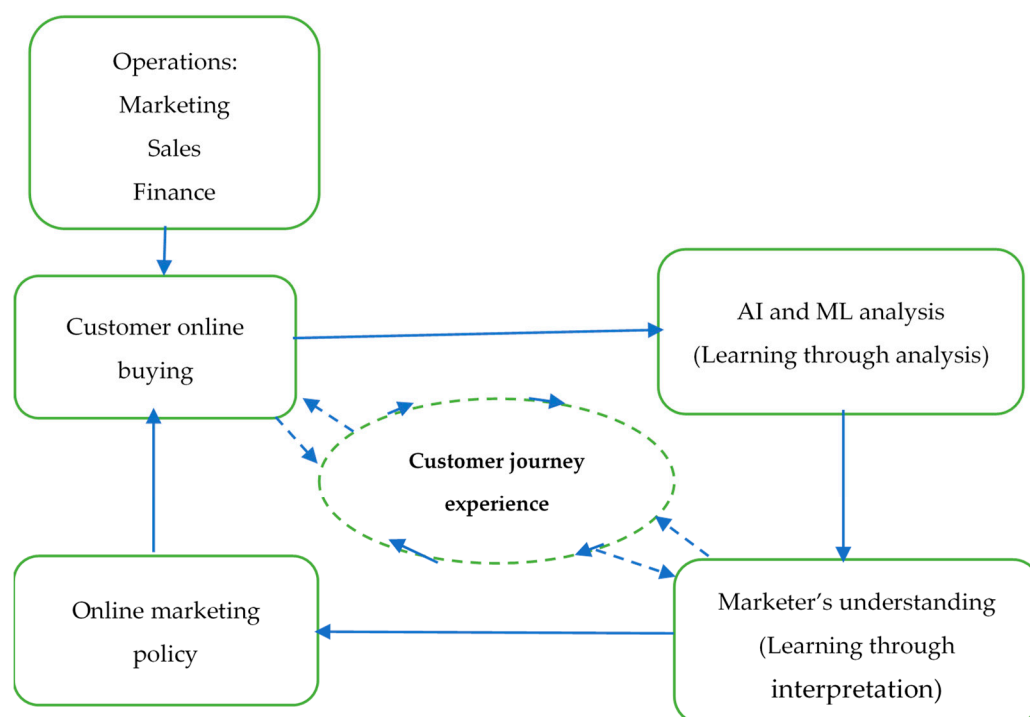 Operations:
Marketing
Sales
Finance
Customer online
buying
AI and ML analysis
(Learning through analysis)
Customer journey
experience
Online marketing
policy
Marketer’s understanding
(Learning through
interpretation)